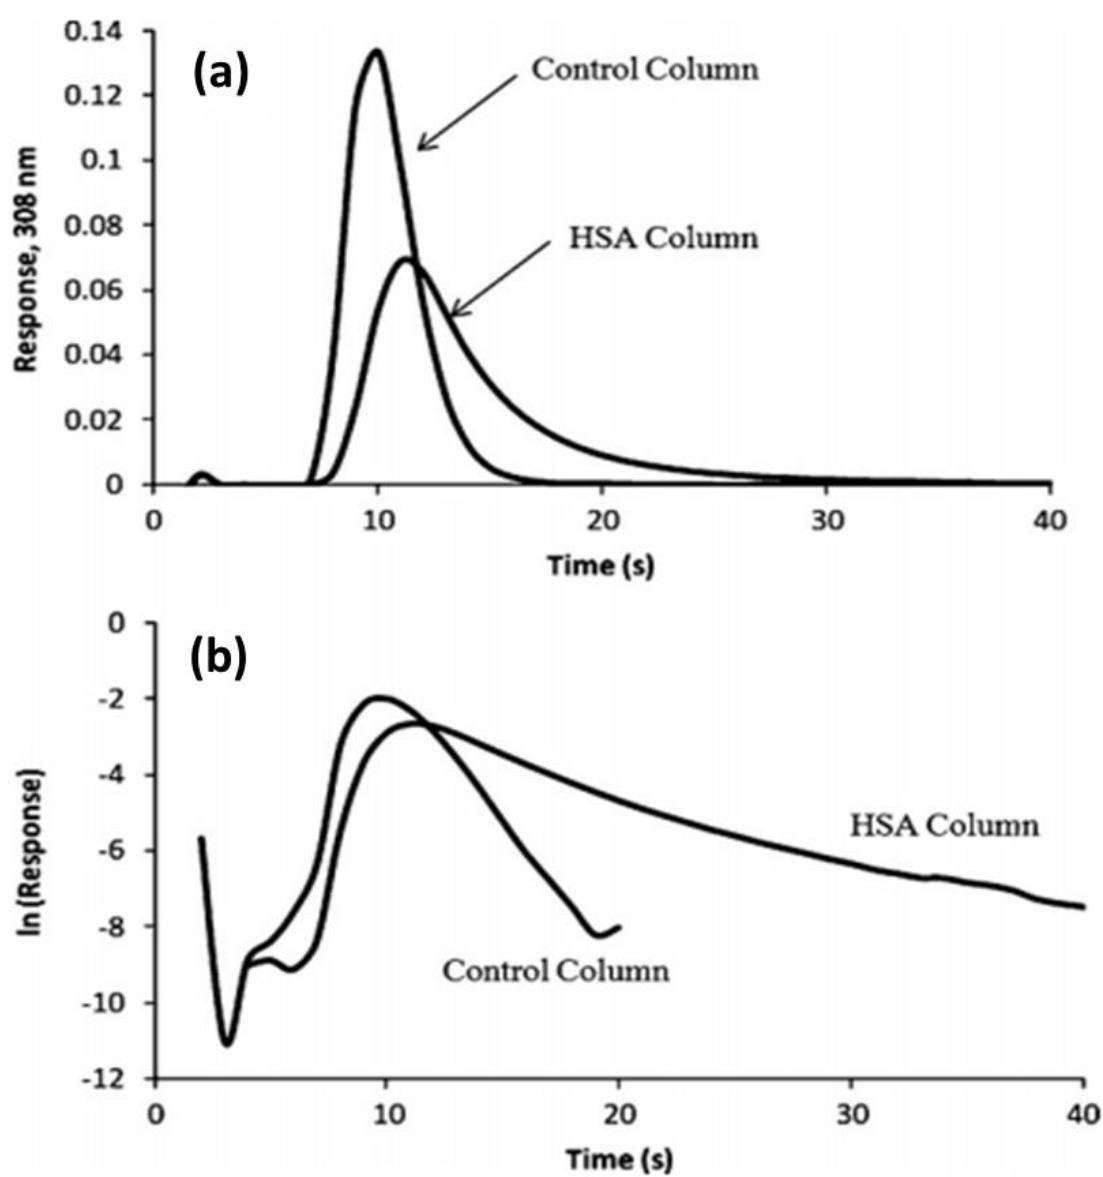 (a)
0.14
0.12
0.1
0.08
0.06
0.04
0.02
0
Response, 308 nm
Control Column
HSA Column
0 10 20 30 40
Time (s)
(b)
0
-2
-4
-6
-8
-10
-12
ln(Response)
HSA Column
Control Column
0 10 20 30 40
Time (s)